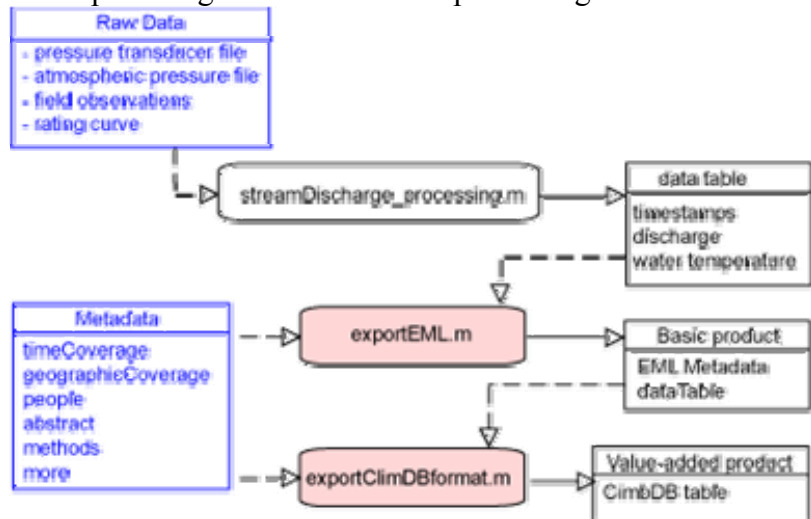 Raw Data
- pressure transducer file
- atmospheric pressure file
- field observations
- rating curve
streamDischarge_processing.m
data table
timestamps
discharge
water temperature
Metadata
timeCoverage
geographicCoverage
people
abstract
methods
more
exportEML.m
Basic product
EML Metadata
dataTable
exportClimDBformat.m
Value-added product
CimbDB table